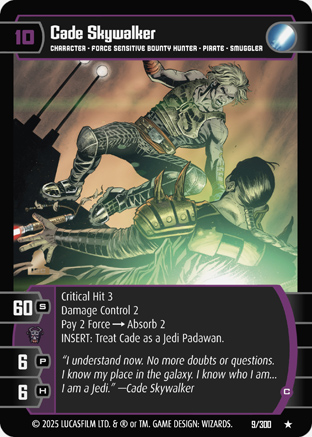 10 Cade Skywalker
CHARACTER • FORCE SENSITIVE BOUNTY HUNTER • PIRATE • SMUGGLER
60 S
6 P
6 H
Critical Hit 3
Damage Control 2
Pay 2 Force → Absorb 2
INSERT: Treat Cade as a Jedi Padawan.
“I understand now. No more doubts or questions.
I know my place in the galaxy. I know who I am...
I am a Jedi.” —Cade Skywalker
C
© 2025 LUCASFILM LTD. & ® or TM. GAME DESIGN: WIZARDS. 9/300 ★